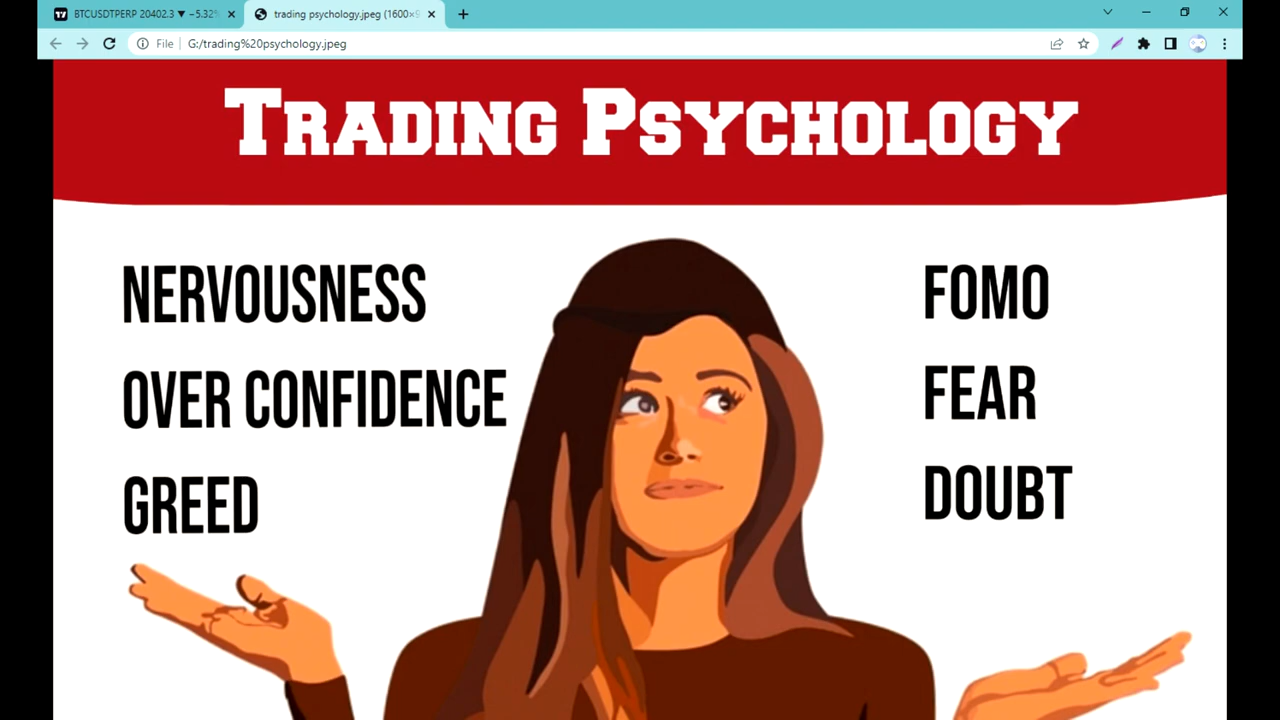 BTCUSDTPERP 20402.3 ▼ −5.32%
trading psychology.jpeg (1600×9
File
G:/trading%20psychology.jpeg
TRADING PSYCHOLOGY
NERVOUSNESS
OVER CONFIDENCE
GREED
FOMO
FEAR
DOUBT